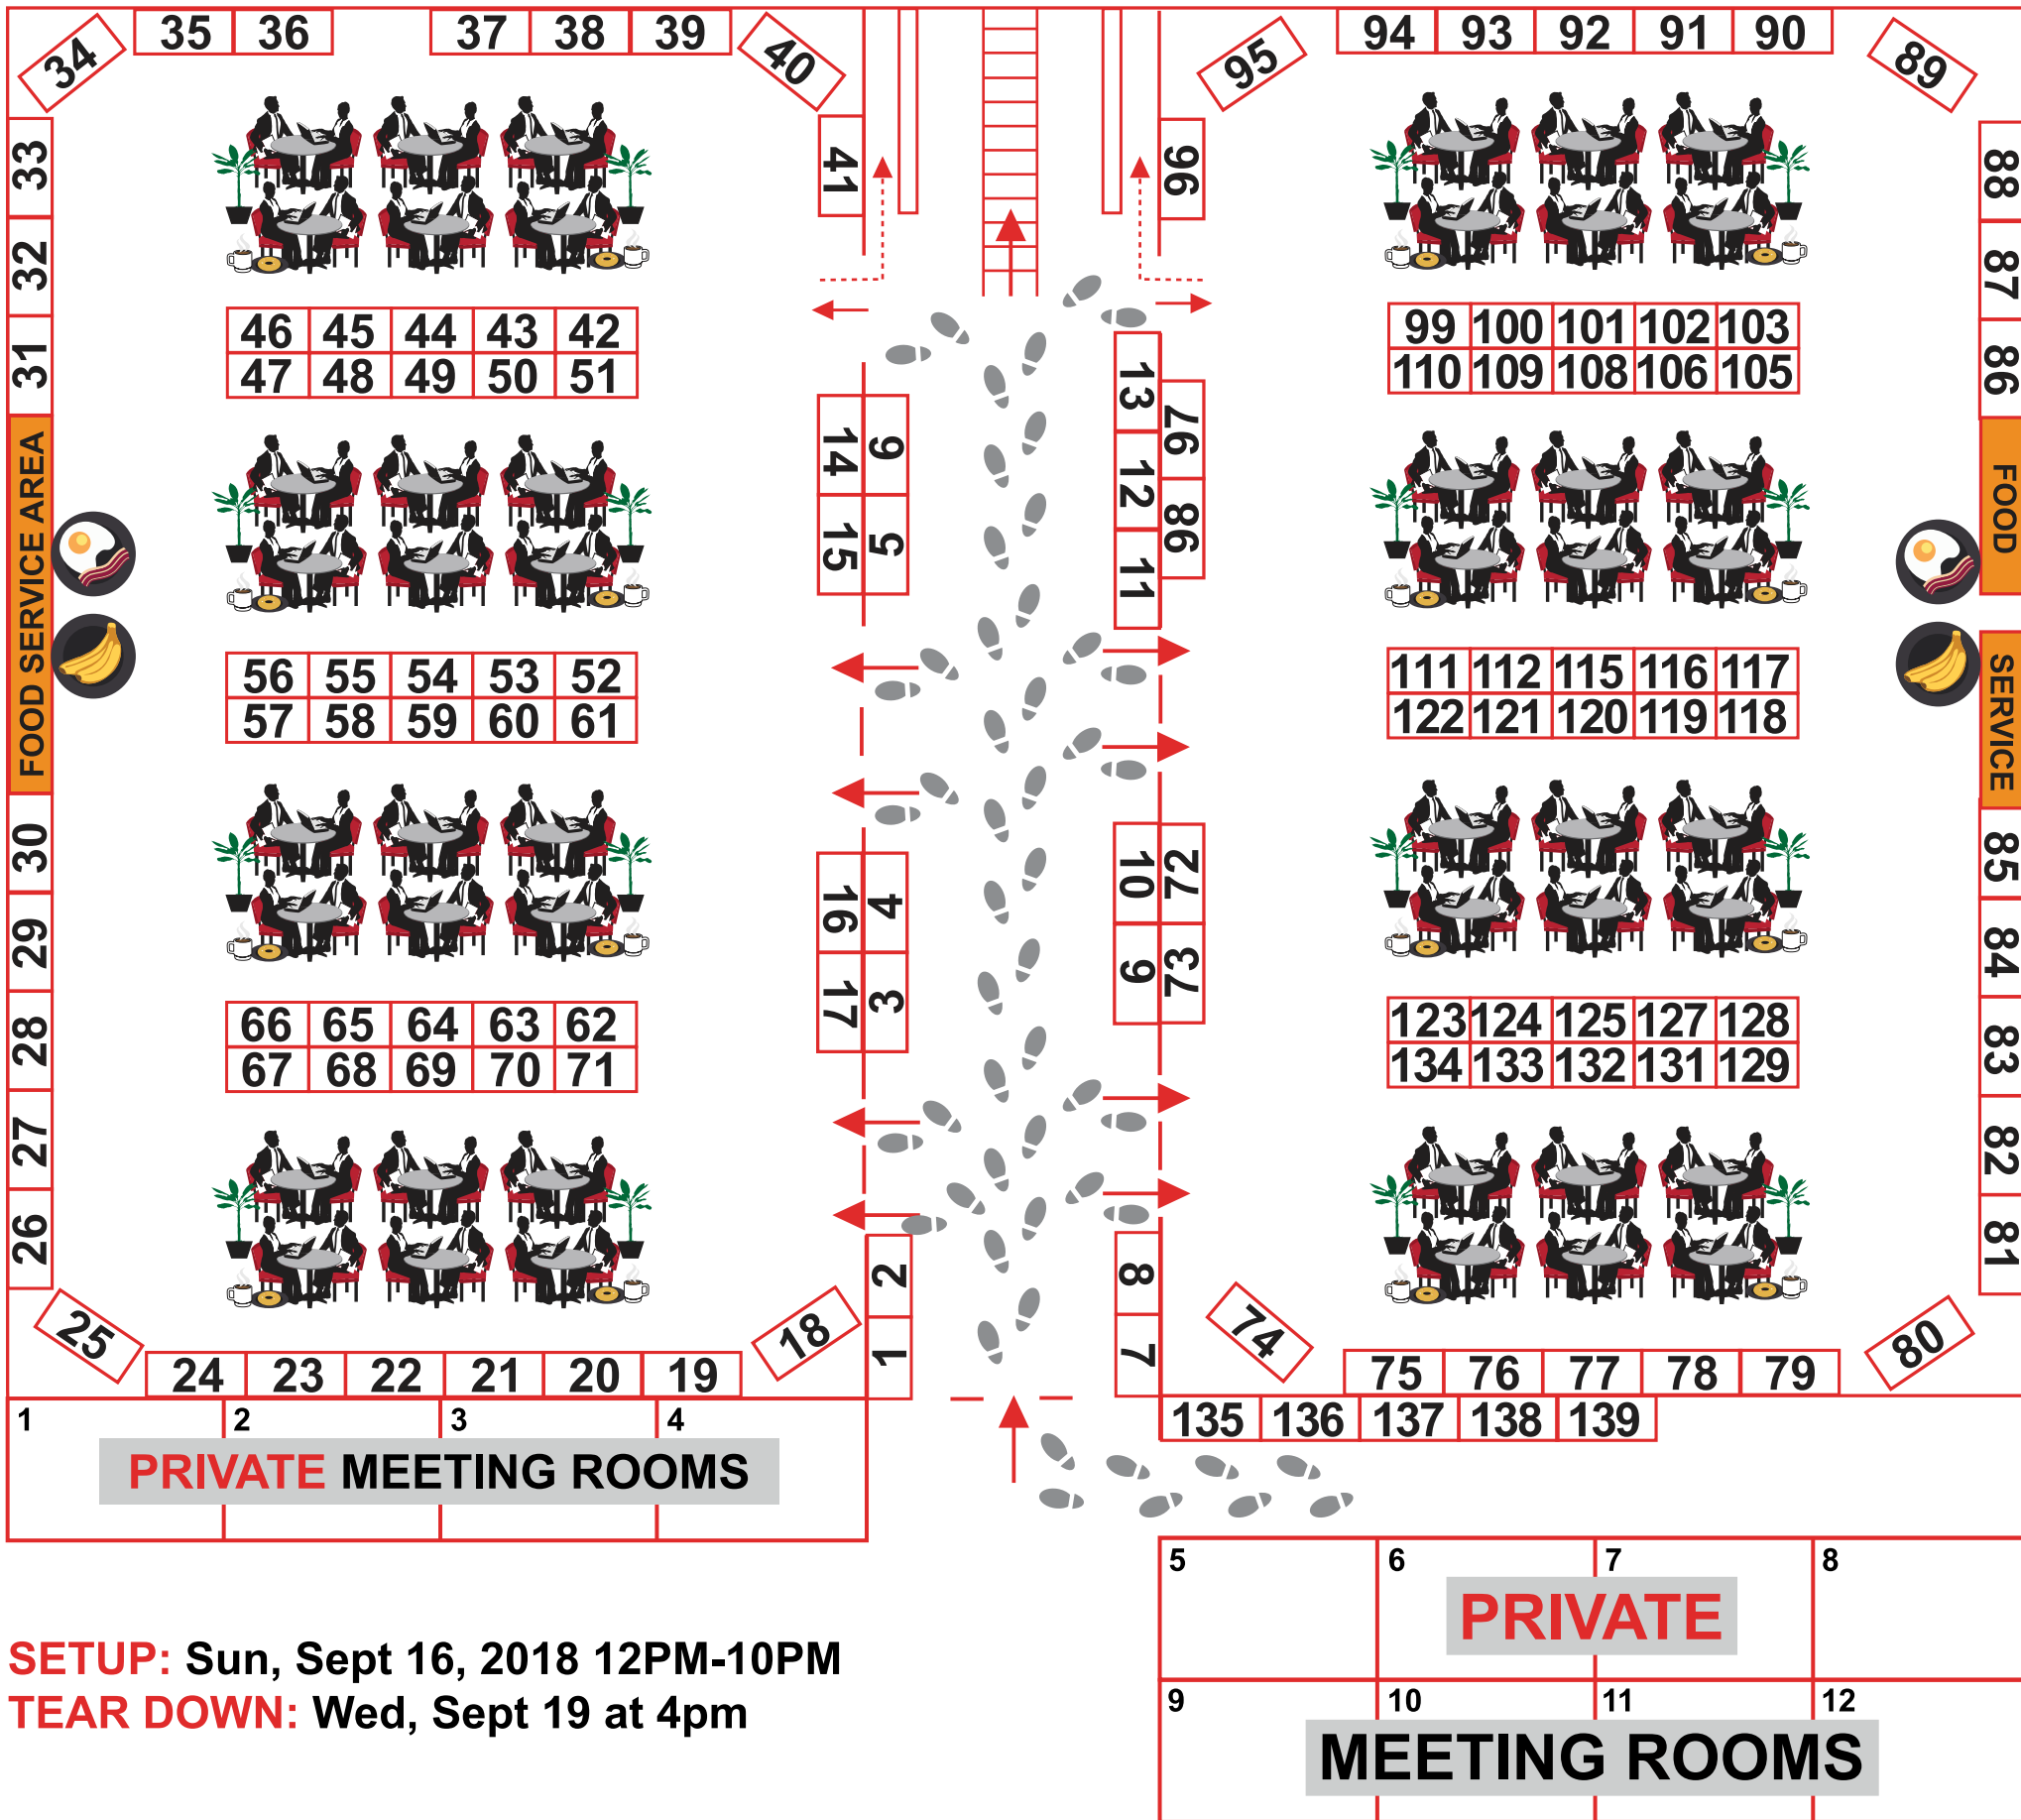 35 36 37 38 39
94 93 92 91 90
34
40
95
89
33
41
96
88
32
87
31
86
46 45 44 43 42
47 48 49 50 51
99 100 101 102 103
110 109 108 106 105
14 6
15 5
13
12
11
97
98
FOOD SERVICE AREA
FOOD
SERVICE
56 55 54 53 52
57 58 59 60 61
111 112 115 116 117
122 121 120 119 118
30
29
28
27
26
16 4
17 3
10 72
9 73
85
84
83
82
81
66 65 64 63 62
67 68 69 70 71
123 124 125 127 128
134 133 132 131 129
2
1
8
7
25
18
74
80
24 23 22 21 20 19
75 76 77 78 79
135 136 137 138 139
1 2 3 4
PRIVATE MEETING ROOMS
5 6 7 8
PRIVATE
9 10 11 12
MEETING ROOMS
SETUP: Sun, Sept 16, 2018 12PM-10PM
TEAR DOWN: Wed, Sept 19 at 4pm